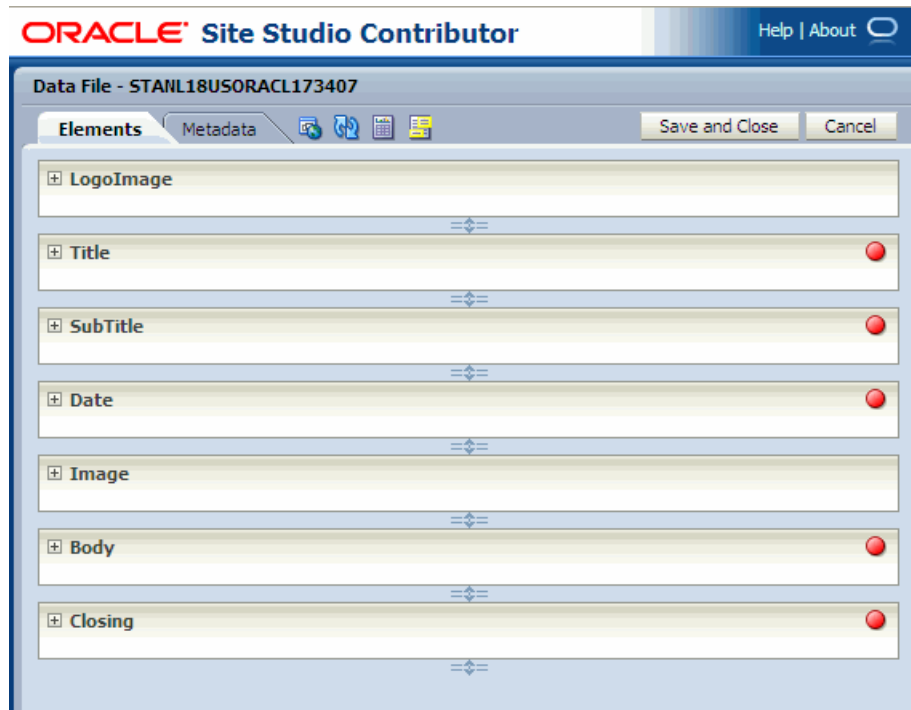 ORACLE Site Studio Contributor
Help | About
Data File - STANL18USORACL173407
Elements Metadata Save and Close Cancel
LogoImage
Title
SubTitle
Date
Image
Body
Closing